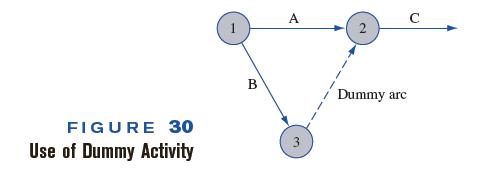 A
C
1
2
B
Dummy arc
3
FIGURE 30
Use of Dummy Activity